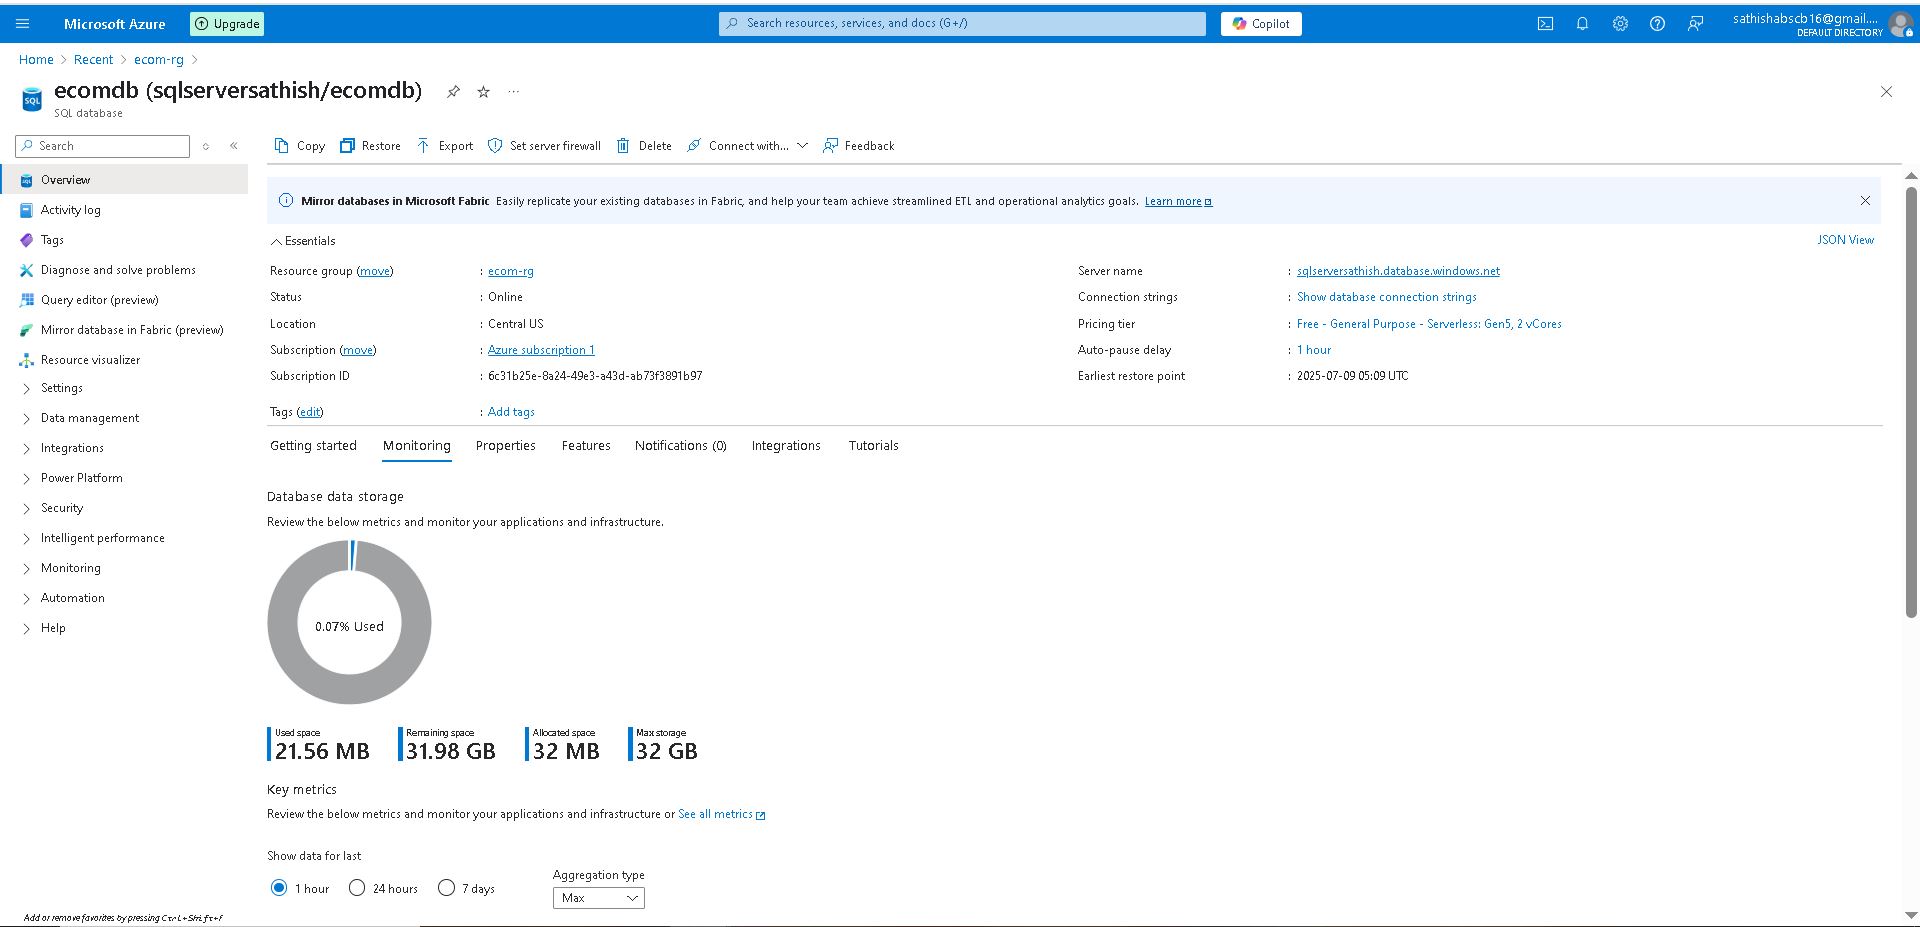 Microsoft Azure
Upgrade
Search resources, services, and docs (G+/)
Copilot
sathishabscb16@gmail....
DEFAULT DIRECTORY
Home > Recent > ecom-rg >
ecomdb (sqlserversathish/ecomdb)
SQL database
Search
Copy
Restore
Export
Set server firewall
Delete
Connect with...
Feedback
Overview
Activity log
Tags
Diagnose and solve problems
Query editor (preview)
Mirror database in Fabric (preview)
Resource visualizer
Settings
Data management
Integrations
Power Platform
Security
Intelligent performance
Monitoring
Automation
Help
Add or remove favorites by pressing Ctrl+Shift+F
Mirror databases in Microsoft Fabric Easily replicate your existing databases in Fabric, and help your team achieve streamlined ETL and operational analytics goals. Learn more
Essentials
JSON View
Resource group (move) : ecom-rg
Status : Online
Location : Central US
Subscription (move) : Azure subscription 1
Subscription ID : 6c31b25e-8a24-49e3-a43d-ab73f3891b97
Tags (edit) : Add tags
Server name : sqlserversathish.database.windows.net
Connection strings : Show database connection strings
Pricing tier : Free - General Purpose - Serverless: Gen5, 2 vCores
Auto-pause delay : 1 hour
Earliest restore point : 2025-07-09 05:09 UTC
Getting started Monitoring Properties Features Notifications (0) Integrations Tutorials
Database data storage
Review the below metrics and monitor your applications and infrastructure.
0.07% Used
Used space
21.56 MB
Remaining space
31.98 GB
Allocated space
32 MB
Max storage
32 GB
Key metrics
Review the below metrics and monitor your applications and infrastructure or See all metrics
Show data for last
1 hour
24 hours
7 days
Aggregation type
Max